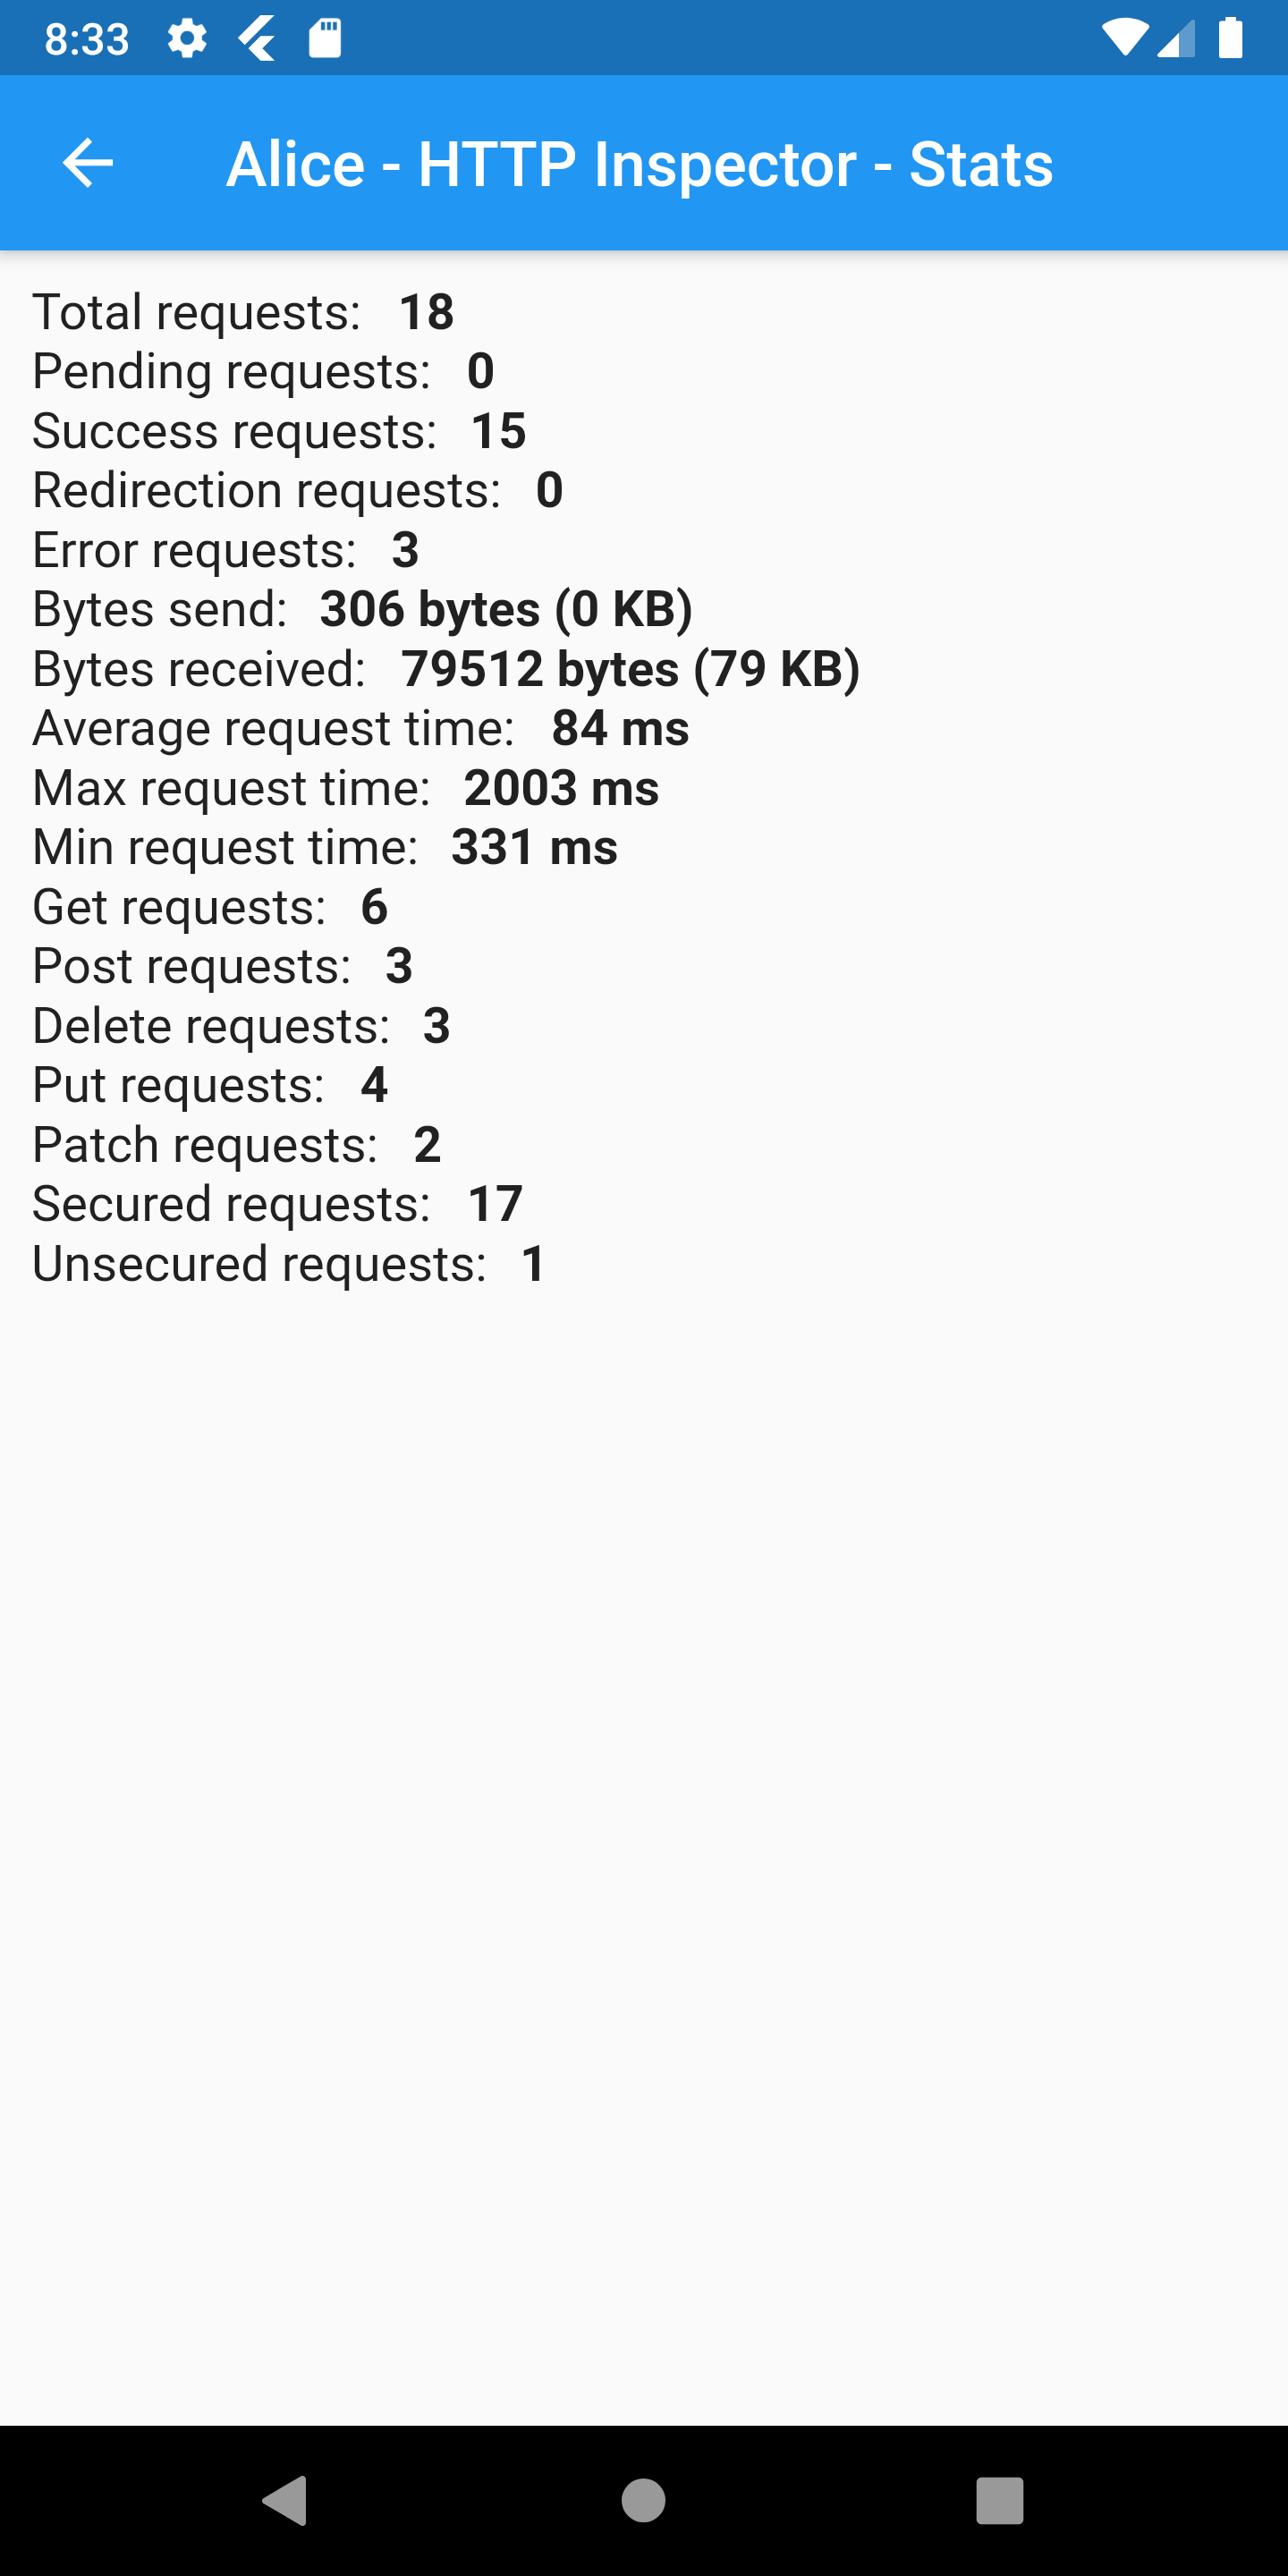 8:33
Alice - HTTP Inspector - Stats
Total requests: 18
Pending requests: 0
Success requests: 15
Redirection requests: 0
Error requests: 3
Bytes send: 306 bytes (0 KB)
Bytes received: 79512 bytes (79 KB)
Average request time: 84 ms
Max request time: 2003 ms
Min request time: 331 ms
Get requests: 6
Post requests: 3
Delete requests: 3
Put requests: 4
Patch requests: 2
Secured requests: 17
Unsecured requests: 1